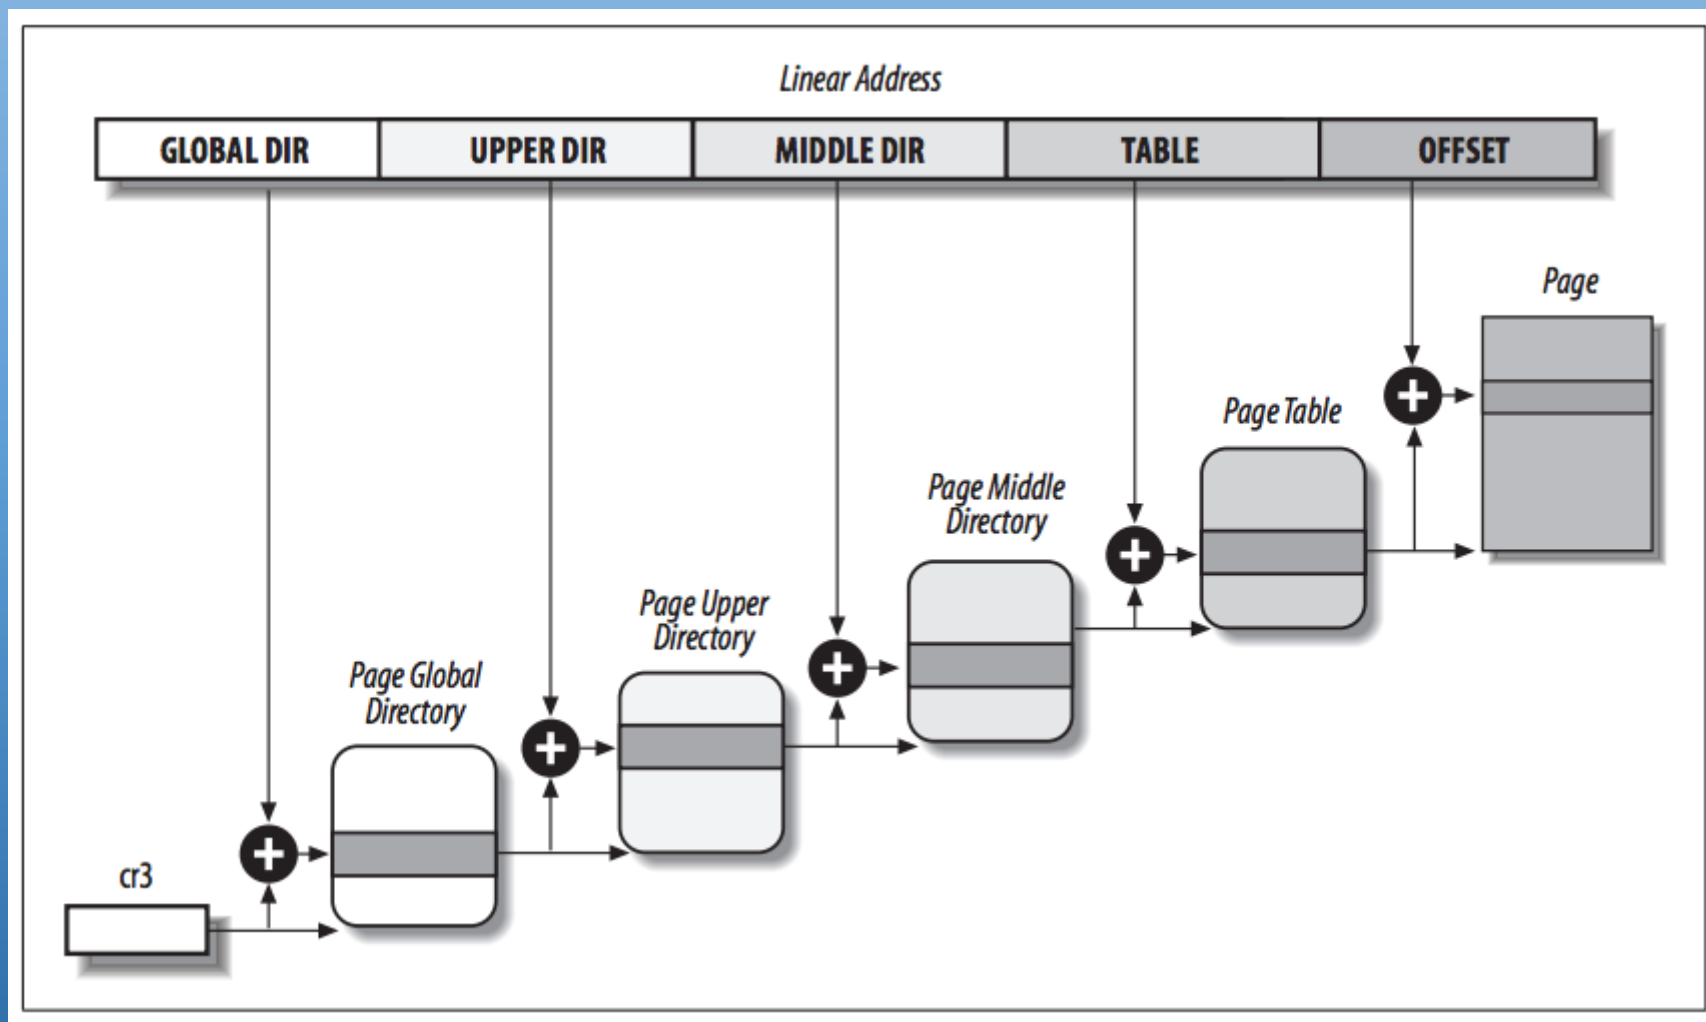 Linear Address
GLOBAL DIR
UPPER DIR
MIDDLE DIR
TABLE
OFFSET
Page
Page Table
Page Middle
Directory
Page Upper
Directory
Page Global
Directory
cr3